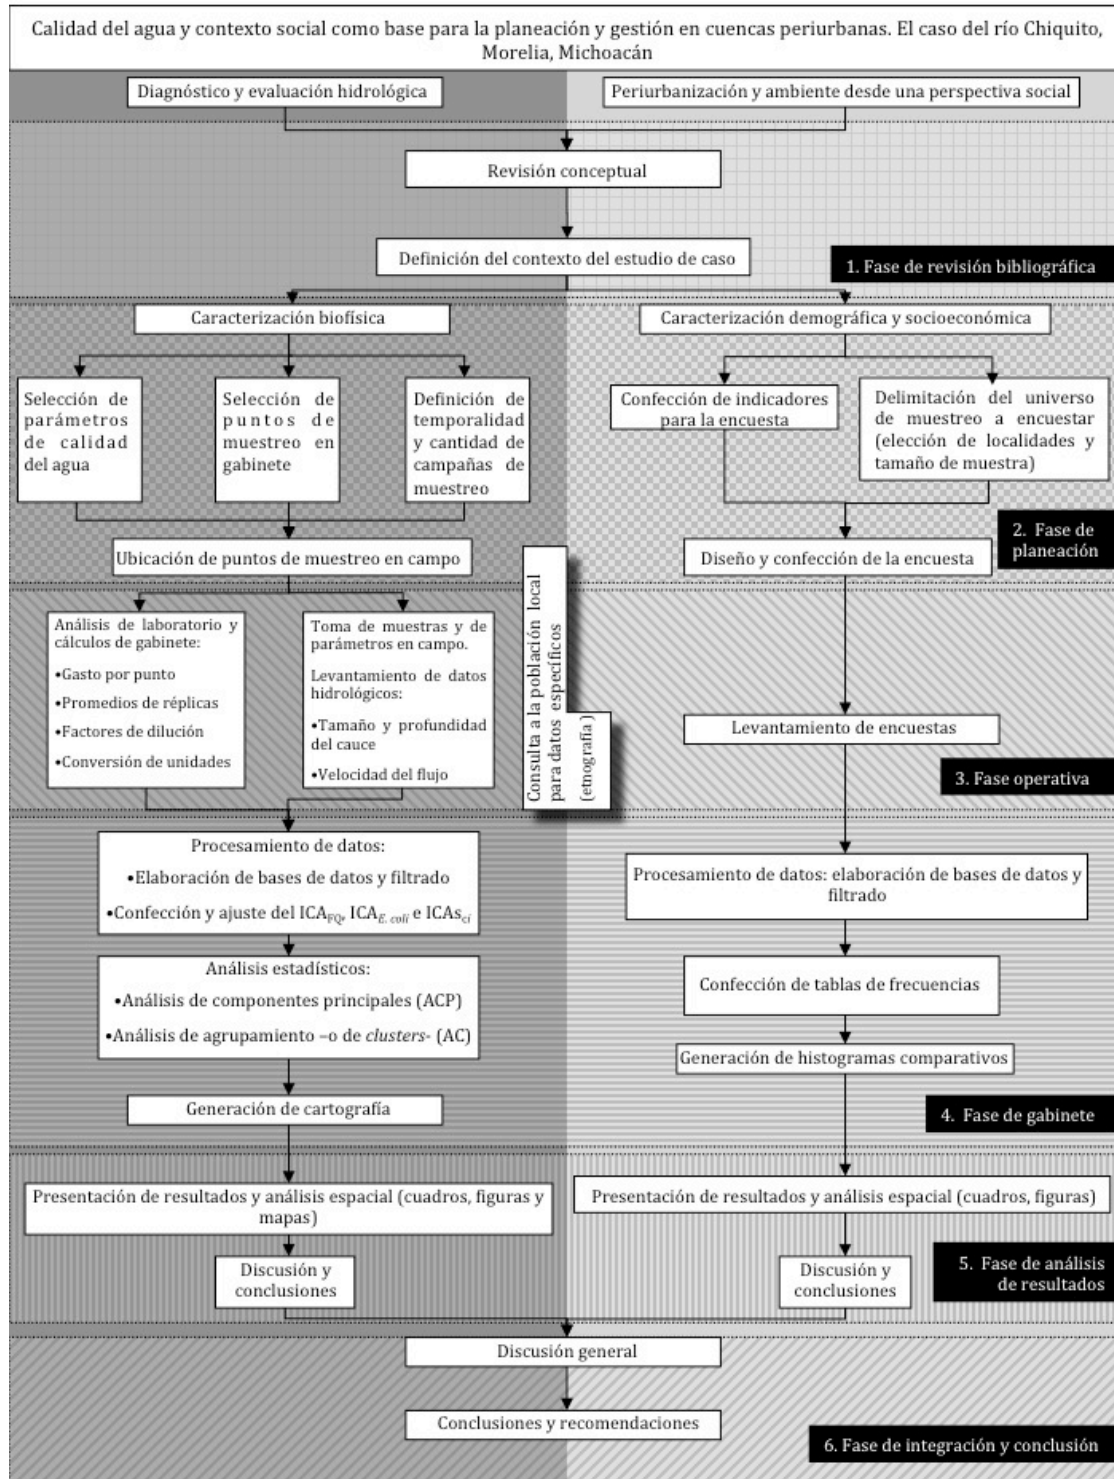 Calidad del agua y contexto social como base para la planeación y gestión en cuencas periurbanas. El caso del río Chiquito,
Morelia, Michoacán
Diagnóstico y evaluación hidrológica
Periurbanización y ambiente desde una perspectiva social
Revisión conceptual
Definición del contexto del estudio de caso
1. Fase de revisión bibliográfica
Caracterización biofísica
Caracterización demográfica y socioeconómica
Selección de
parámetros
de calidad
del agua
Selección de
puntos de
muestreo en
gabinete
Definición de
temporalidad
y cantidad de
campañas de
muestreo
Confección de indicadores
para la encuesta
Delimitación del universo
de muestreo a encuestar
(elección de localidades y
tamaño de muestra)
2. Fase de
planeación
Ubicación de puntos de muestreo en campo
Diseño y confección de la encuesta
Consulta a la población local
para datos específicos
(etnografía )
Análisis de laboratorio y
cálculos de gabinete:
•Gasto por punto
•Promedios de réplicas
•Factores de dilución
•Conversión de unidades
Toma de muestras y de
parámetros en campo.
Levantamiento de datos
hidrológicos:
•Tamaño y profundidad
del cauce
•Velocidad del flujo
Levantamiento de encuestas
3. Fase operativa
Procesamiento de datos:
•Elaboración de bases de datos y filtrado
•Confección y ajuste del ICAFQ, ICAE. coli e ICAsci
Procesamiento de datos: elaboración de bases de datos y
filtrado
Análisis estadísticos:
•Análisis de componentes principales (ACP)
•Análisis de agrupamiento –o de clusters- (AC)
Confección de tablas de frecuencias
Generación de histogramas comparativos
Generación de cartografía
4. Fase de gabinete
Presentación de resultados y análisis espacial (cuadros, figuras y
mapas)
Presentación de resultados y análisis espacial (cuadros, figuras)
Discusión y
conclusiones
Discusión y
conclusiones
5. Fase de análisis
de resultados
Discusión general
Conclusiones y recomendaciones
6. Fase de integración y conclusión